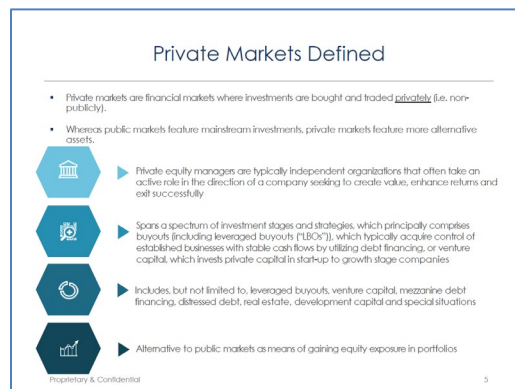 Private Markets Defined
▪ Private markets are financial markets where investments are bought and traded privately (i.e. non-
publicly).
▪ Whereas public markets feature mainstream investments, private markets feature more alternative
assets.
Private equity managers are typically independent organizations that often take an
active role in the direction of a company seeking to create value, enhance returns and
exit successfully
Spans a spectrum of investment stages and strategies, which principally comprises
buyouts (including leveraged buyouts ("LBOs")), which typically acquire control of
established businesses with stable cash flows by utilizing debt financing, or venture
capital, which invests private capital in start-up to growth stage companies
Includes, but not limited to, leveraged buyouts, venture capital, mezzanine debt
financing, distressed debt, real estate, development capital and special situations
Alternative to public markets as means of gaining equity exposure in portfolios
Proprietary & Confidential
5